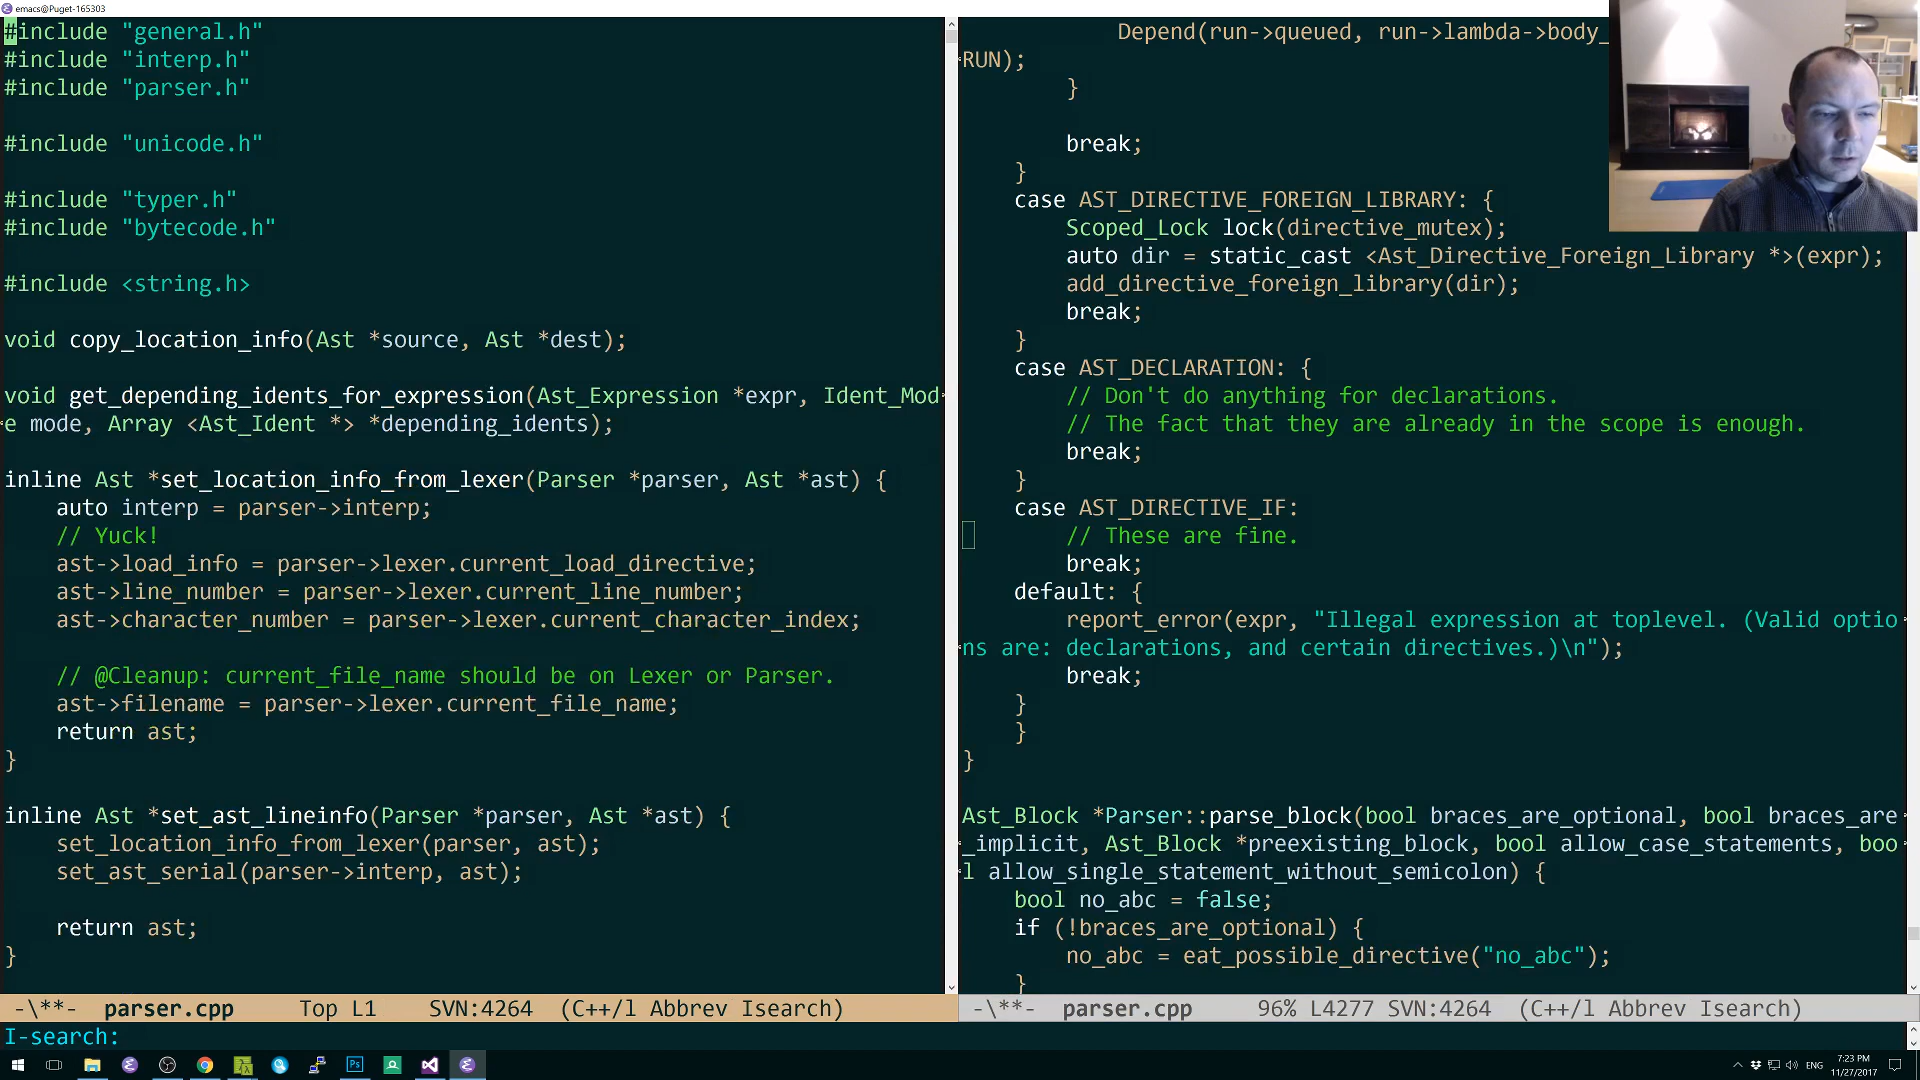 emacs@Puget-165303
#include "general.h"
#include "interp.h"
#include "parser.h"
#include "unicode.h"
#include "typer.h"
#include "bytecode.h"
#include <string.h>
void copy_location_info(Ast *source, Ast *dest);
void get_depending_idents_for_expression(Ast_Expression *expr, Ident_Mod
e mode, Array <Ast_Ident *> *depending_idents);
inline Ast *set_location_info_from_lexer(Parser *parser, Ast *ast) {
auto interp = parser->interp;
// Yuck!
ast->load_info = parser->lexer.current_load_directive;
ast->line_number = parser->lexer.current_line_number;
ast->character_number = parser->lexer.current_character_index;
// @Cleanup: current_file_name should be on Lexer or Parser.
ast->filename = parser->lexer.current_file_name;
return ast;
}
inline Ast *set_ast_lineinfo(Parser *parser, Ast *ast) {
set_location_info_from_lexer(parser, ast);
set_ast_serial(parser->interp, ast);
return ast;
}
-\**-  parser.cpp     Top L1    SVN:4264  (C++/l Abbrev Isearch)
I-search:
Depend(run->queued, run->lambda->body_
RUN);
}
break;
}
case AST_DIRECTIVE_FOREIGN_LIBRARY: {
Scoped_Lock lock(directive_mutex);
auto dir = static_cast <Ast_Directive_Foreign_Library *>(expr);
add_directive_foreign_library(dir);
break;
}
case AST_DECLARATION: {
// Don't do anything for declarations.
// The fact that they are already in the scope is enough.
break;
}
case AST_DIRECTIVE_IF:
// These are fine.
break;
default: {
report_error(expr, "Illegal expression at toplevel. (Valid optio
ns are: declarations, and certain directives.)\n");
break;
}
}
}
Ast_Block *Parser::parse_block(bool braces_are_optional, bool braces_are
_implicit, Ast_Block *preexisting_block, bool allow_case_statements, boo
l allow_single_statement_without_semicolon) {
bool no_abc = false;
if (!braces_are_optional) {
no_abc = eat_possible_directive("no_abc");
}
-\**-  parser.cpp     96% L4277 SVN:4264  (C++/l Abbrev Isearch)
Ps
ENG
7:23 PM
11/27/2017